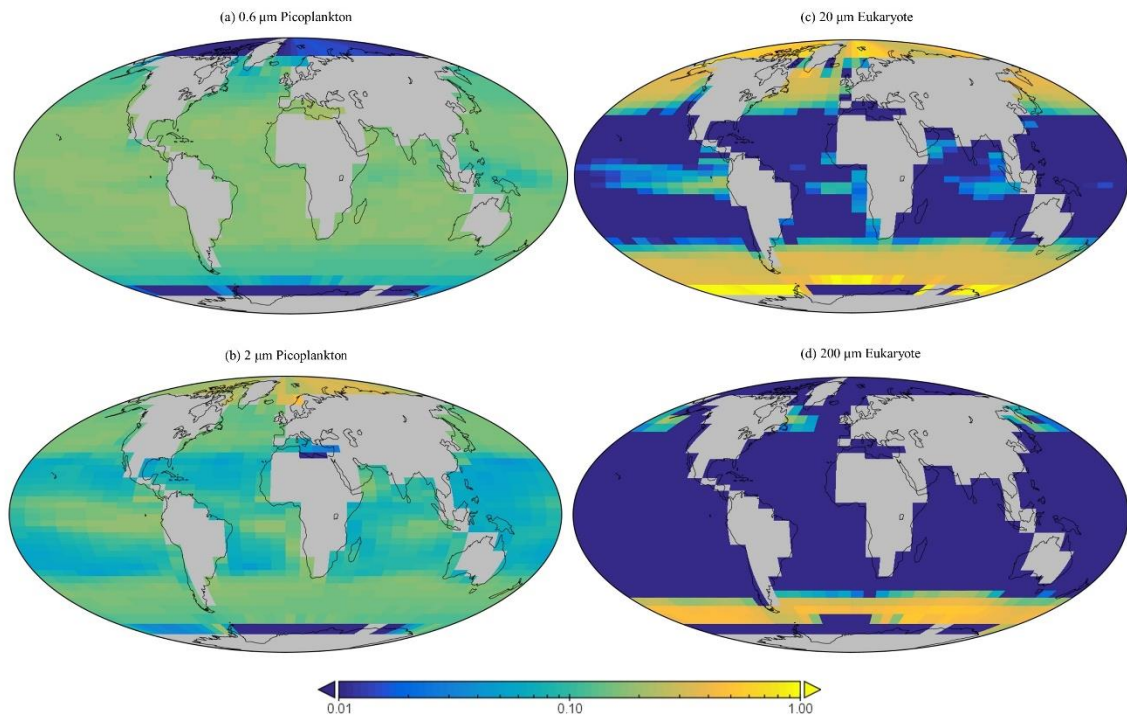 (a) 0.6 μm Picoplankton
(c) 20 μm Eukaryote
(b) 2 μm Picoplankton
(d) 200 μm Eukaryote
0.01 0.10 1.00